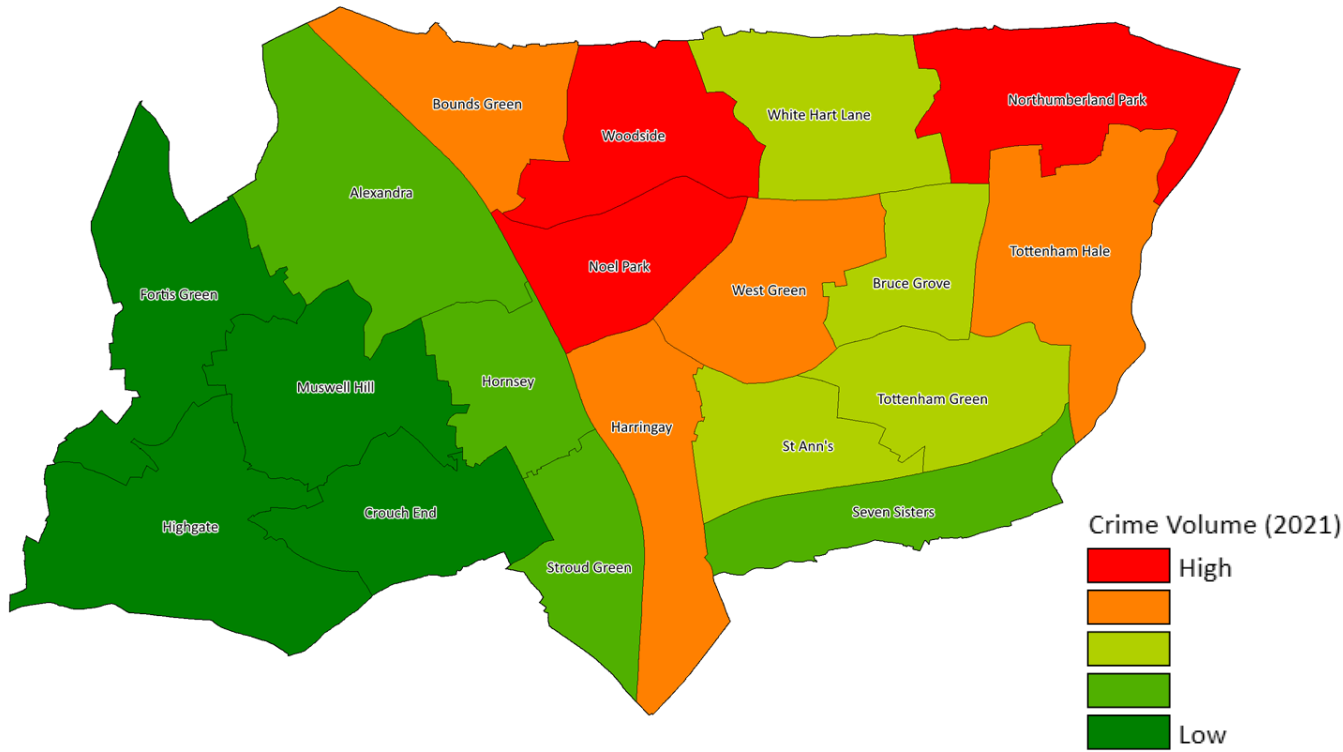 Bounds Green
Northumberland Park
White Hart Lane
Woodside
Alexandra
Tottenham Hale
Noel Park
Bruce Grove
West Green
Fortis Green
Hornsey
Muswell Hill
Tottenham Green
Harringay
St Ann's
Seven Sisters
Crouch End
Highgate
Stroud Green
Crime Volume (2021)
High
Low